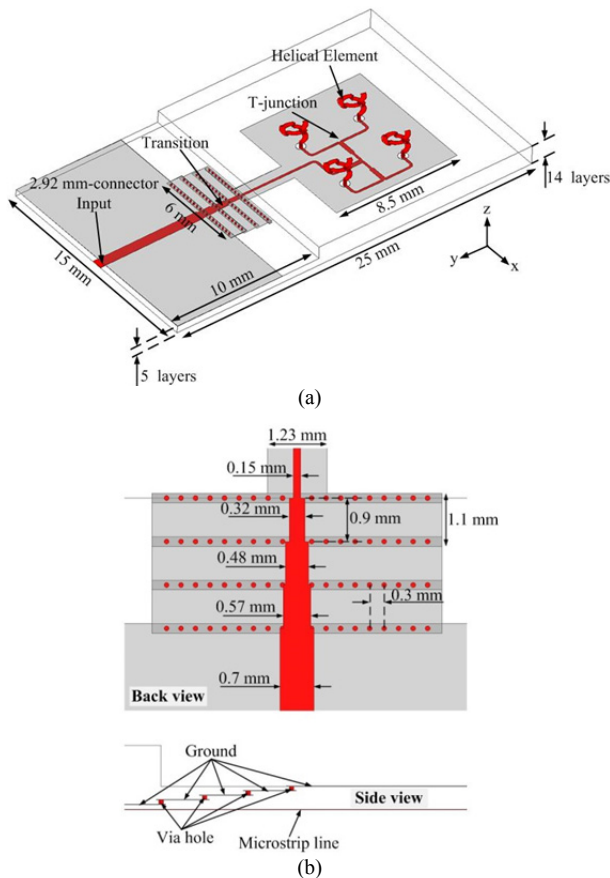 Helical Element
T-junction
Transition
2.92 mm-connector
Input
6 mm
8.5 mm
14 layers
15 mm
10 mm
25 mm
z
y
x
5 layers
(a)
1.23 mm
0.15 mm
0.32 mm
0.9 mm
1.1 mm
0.48 mm
0.57 mm
0.3 mm
0.7 mm
Back view
Ground
Side view
Via hole
Microstrip line
(b)